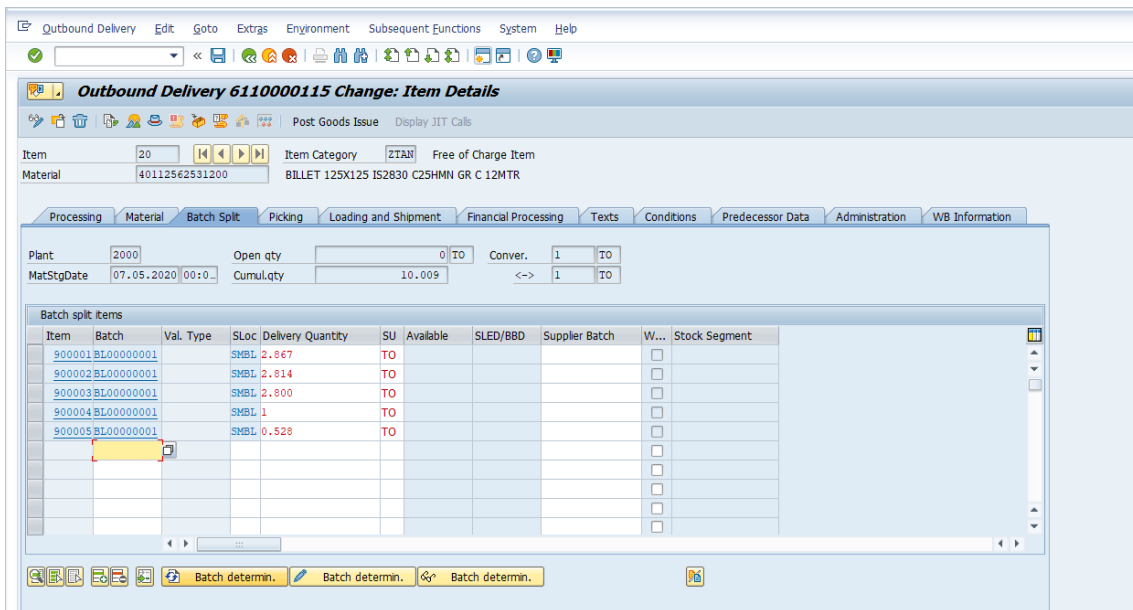 Outbound Delivery Edit Goto Extras Environment Subsequent Functions System Help
Outbound Delivery 6110000115 Change: Item Details
Post Goods Issue Display JIT Calls
Item 20 Item Category ZTAN Free of Charge Item
Material 40112562531200 BILLET 125X125 IS2830 C25HMN GR C 12MTR
Processing Material Batch Split Picking Loading and Shipment Financial Processing Texts Conditions Predecessor Data Administration WB Information
Plant 2000 Open qty 0 TO Conver. 1 TO
MatStgDate 07.05.2020 00:0… Cumul.qty 10.009 <-> 1 TO
Batch split items
Item Batch Val. Type SLoc Delivery Quantity SU Available SLED/BBD Supplier Batch W... Stock Segment
900001 BL00000001 SMBL 2.867 TO
900002 BL00000001 SMBL 2.814 TO
900003 BL00000001 SMBL 2.800 TO
900004 BL00000001 SMBL 1 TO
900005 BL00000001 SMBL 0.528 TO
Batch determin. Batch determin. Batch determin.